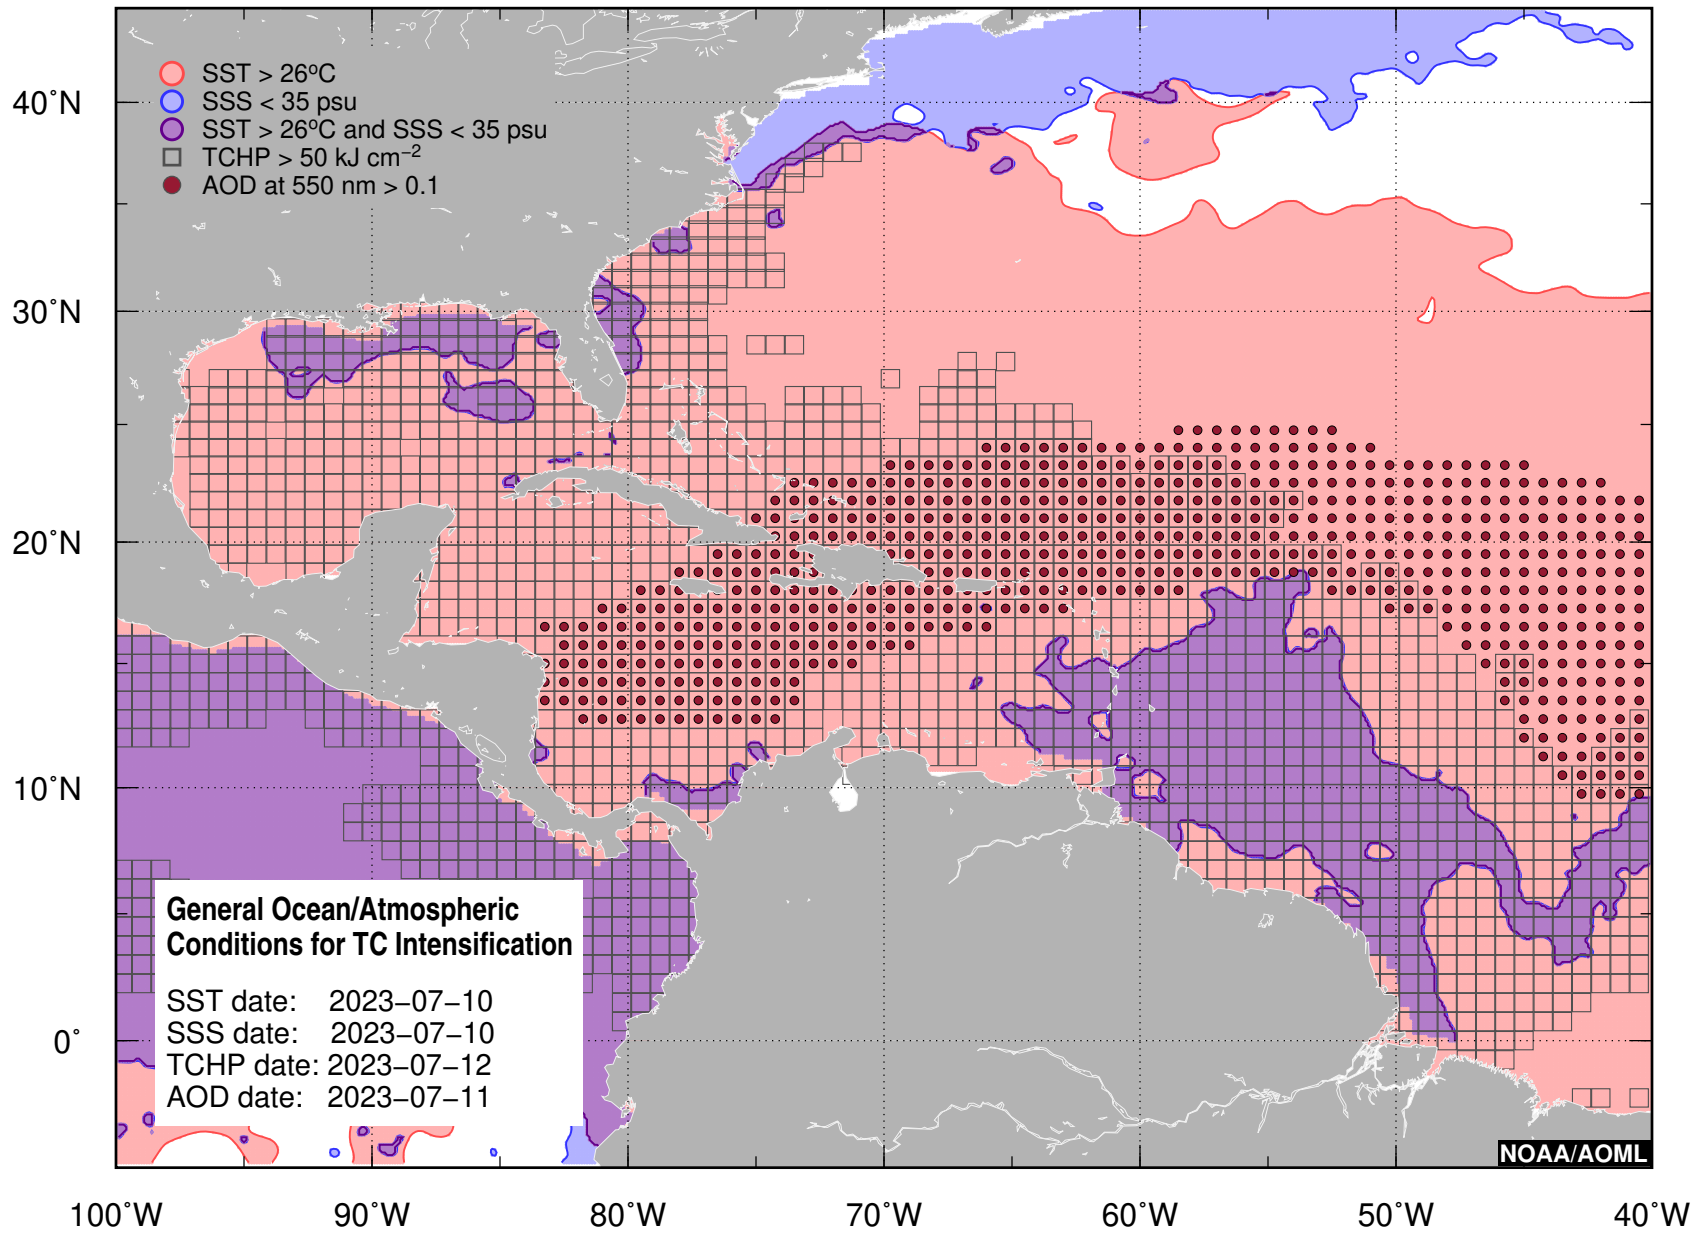 SST > 26ºC
SSS < 35 psu
SST > 26ºC and SSS < 35 psu
TCHP > 50 kJ cm⁻²
AOD at 550 nm > 0.1
40˚N
30˚N
20˚N
10˚N
0˚
General Ocean/Atmospheric
Conditions for TC Intensification
SST date: 2023−07−10
SSS date: 2023−07−10
TCHP date: 2023−07−12
AOD date: 2023−07−11
NOAA/AOML
100˚W 90˚W 80˚W 70˚W 60˚W 50˚W 40˚W